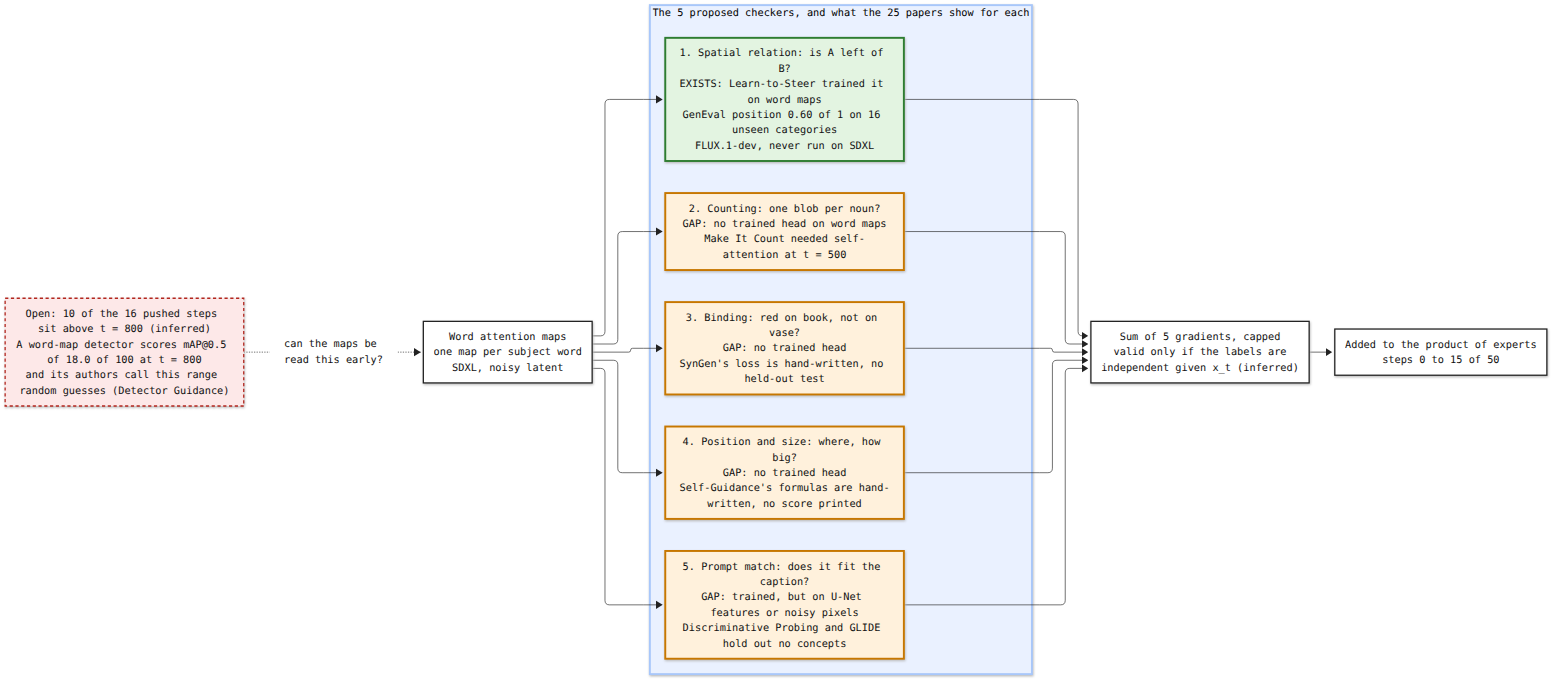 The 5 proposed checkers, and what the 25 papers show for each
1. Spatial relation: is A left of
B?
EXISTS: Learn-to-Steer trained it
on word maps
GenEval position 0.60 of 1 on 16
unseen categories
FLUX.1-dev, never run on SDXL
2. Counting: one blob per noun?
GAP: no trained head on word maps
Make It Count needed self-
attention at t = 500
Open: 10 of the 16 pushed steps
sit above t = 800 (inferred)
A word-map detector scores mAP@0.5
of 18.0 of 100 at t = 800
and its authors call this range
random guesses (Detector Guidance)
can the maps be
read this early?
Word attention maps
one map per subject word
SDXL, noisy latent
3. Binding: red on book, not on
vase?
GAP: no trained head
SynGen's loss is hand-written, no
held-out test
Sum of 5 gradients, capped
valid only if the labels are
independent given x_t (inferred)
Added to the product of experts
steps 0 to 15 of 50
4. Position and size: where, how
big?
GAP: no trained head
Self-Guidance's formulas are hand-
written, no score printed
5. Prompt match: does it fit the
caption?
GAP: trained, but on U-Net
features or noisy pixels
Discriminative Probing and GLIDE
hold out no concepts